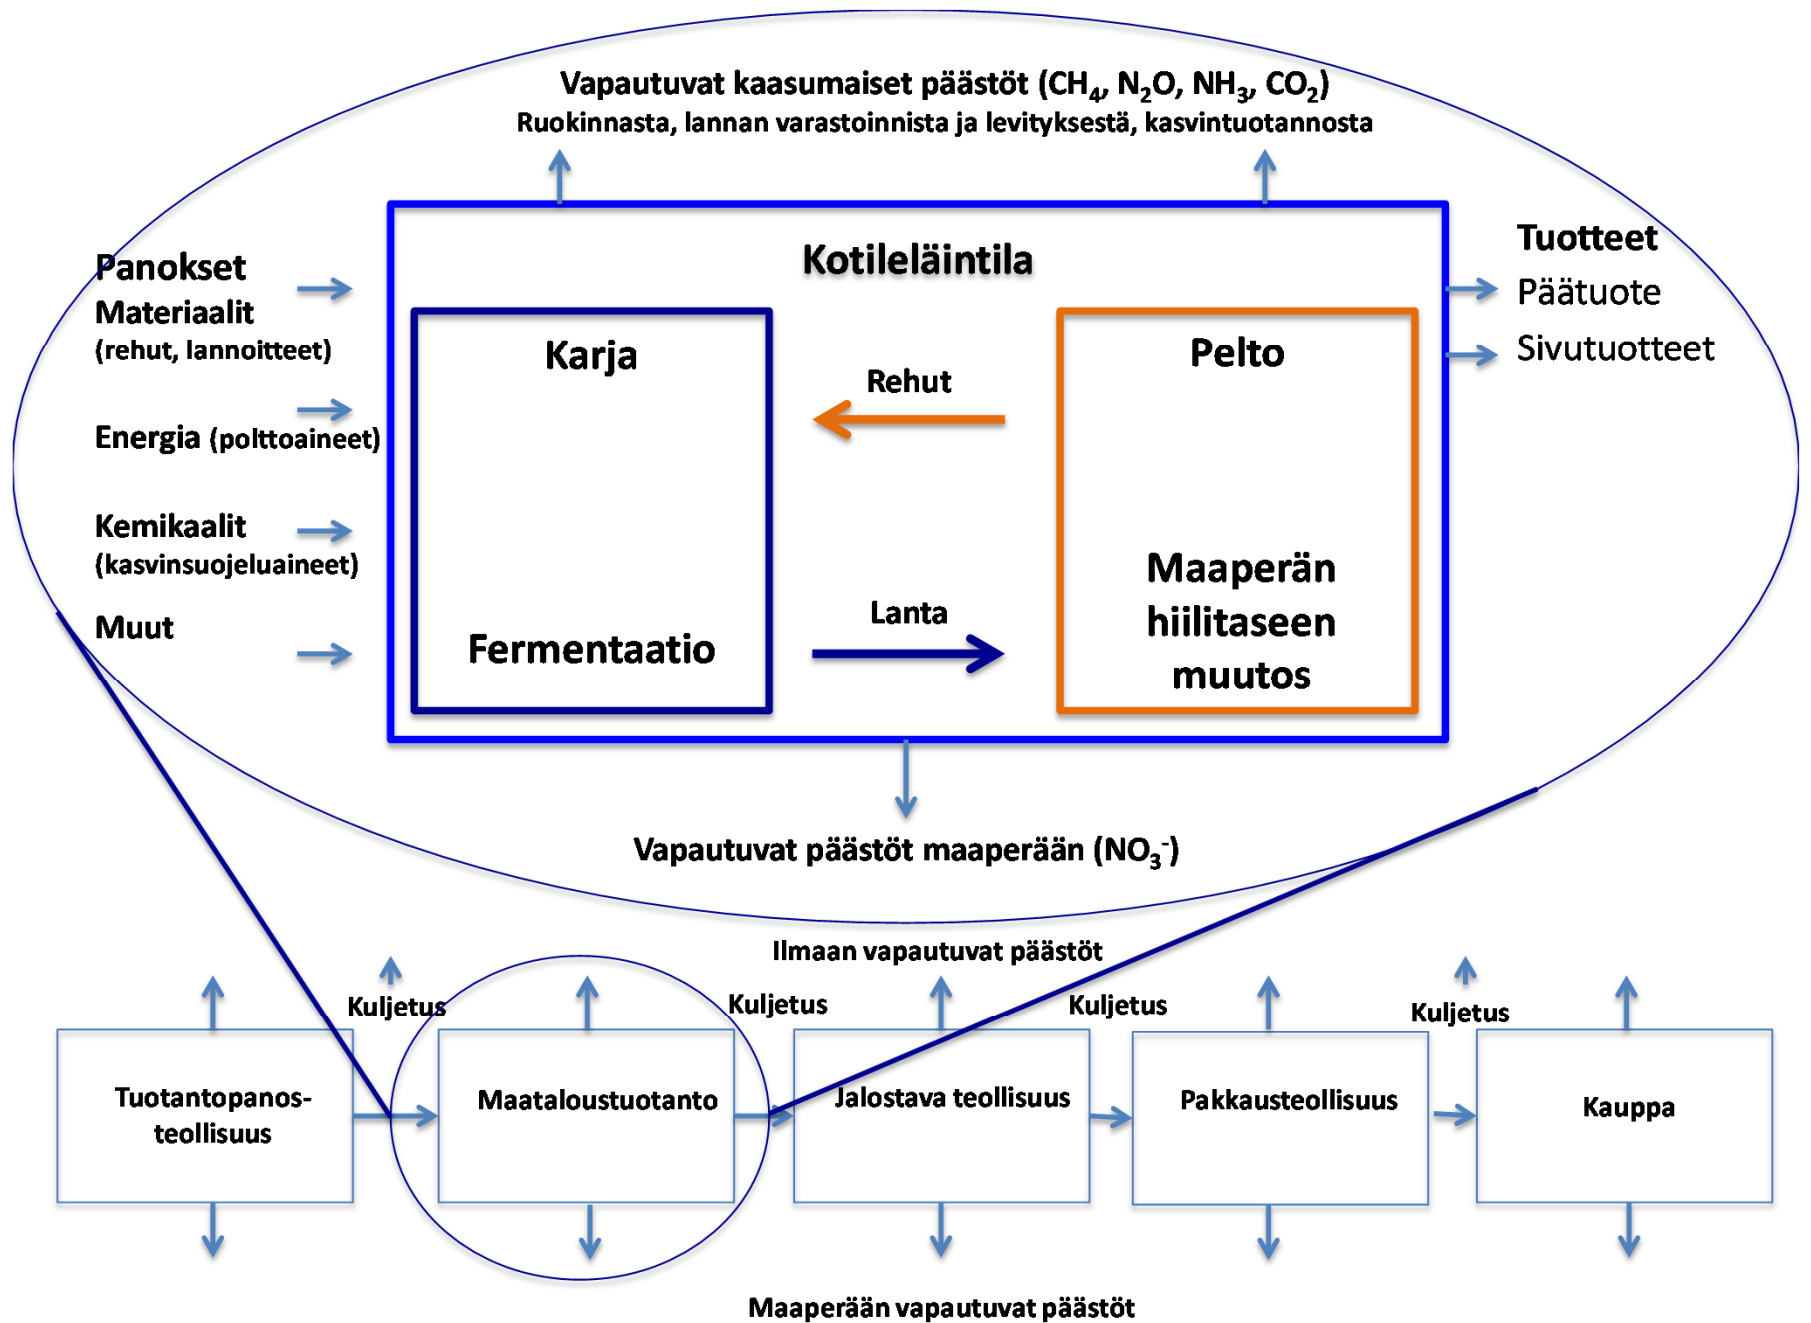 Vapautuvat kaasumaiset päästöt (CH₄, N₂O, NH₃, CO₂)
Ruokinnasta, lannan varastoinnista ja levityksestä, kasvintuotannosta
Panokset
Materiaalit
(rehut, lannoitteet)
Energia (polttoaineet)
Kemikaalit
(kasvinsuojeluaineet)
Muut
Kotileläintila
Karja
Fermentaatio
Rehut
Lanta
Pelto
Maaperän
hiilitaseen
muutos
Tuotteet
Päätuote
Sivutuotteet
Vapautuvat päästöt maaperään (NO₃⁻)
Ilmaan vapautuvat päästöt
Kuljetus
Kuljetus
Kuljetus
Kuljetus
Tuotantopanos-
teollisuus
Maataloustuotanto
Jalostava teollisuus
Pakkausteollisuus
Kauppa
Maaperään vapautuvat päästöt